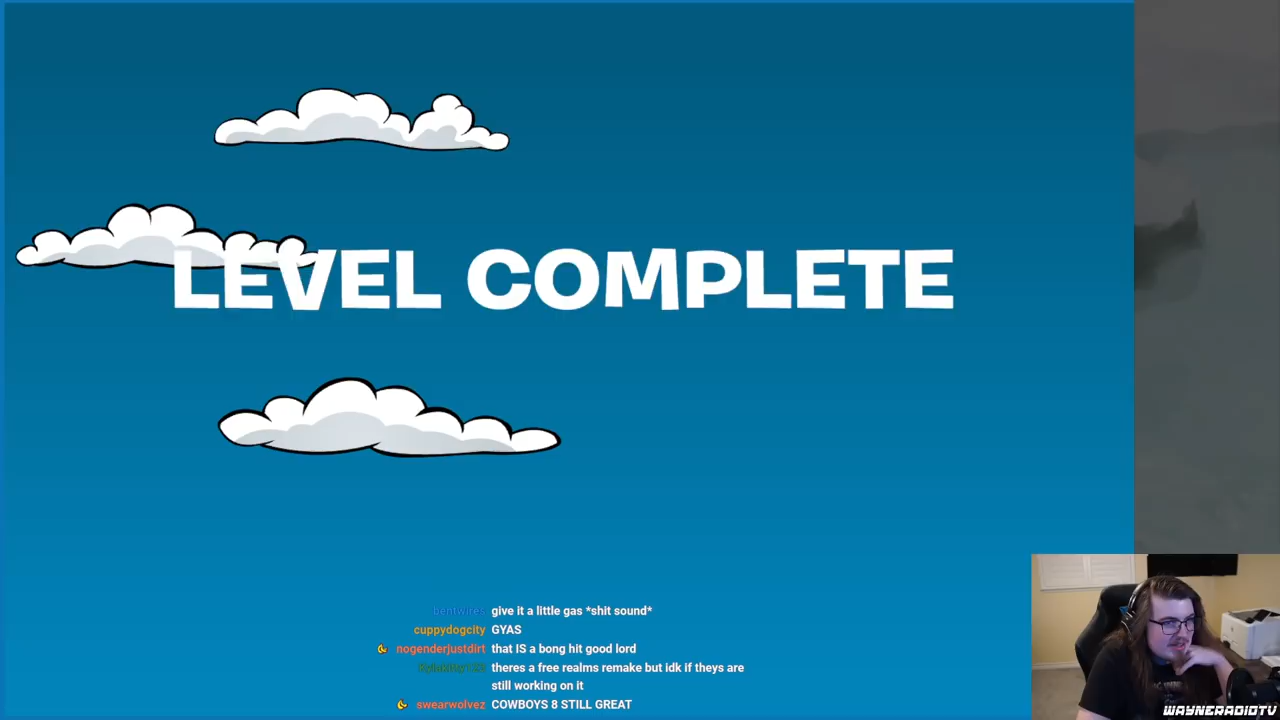 LEVEL COMPLETE
bentwires give it a little gas *shit sound*
cuppydogcity GYAS
nogenderjustdirt that IS a bong hit good lord
theres a free realms remake but idk if theys are
still working on it
swearwolvez COWBOYS 8 STILL GREAT
WAYNERADIOTV